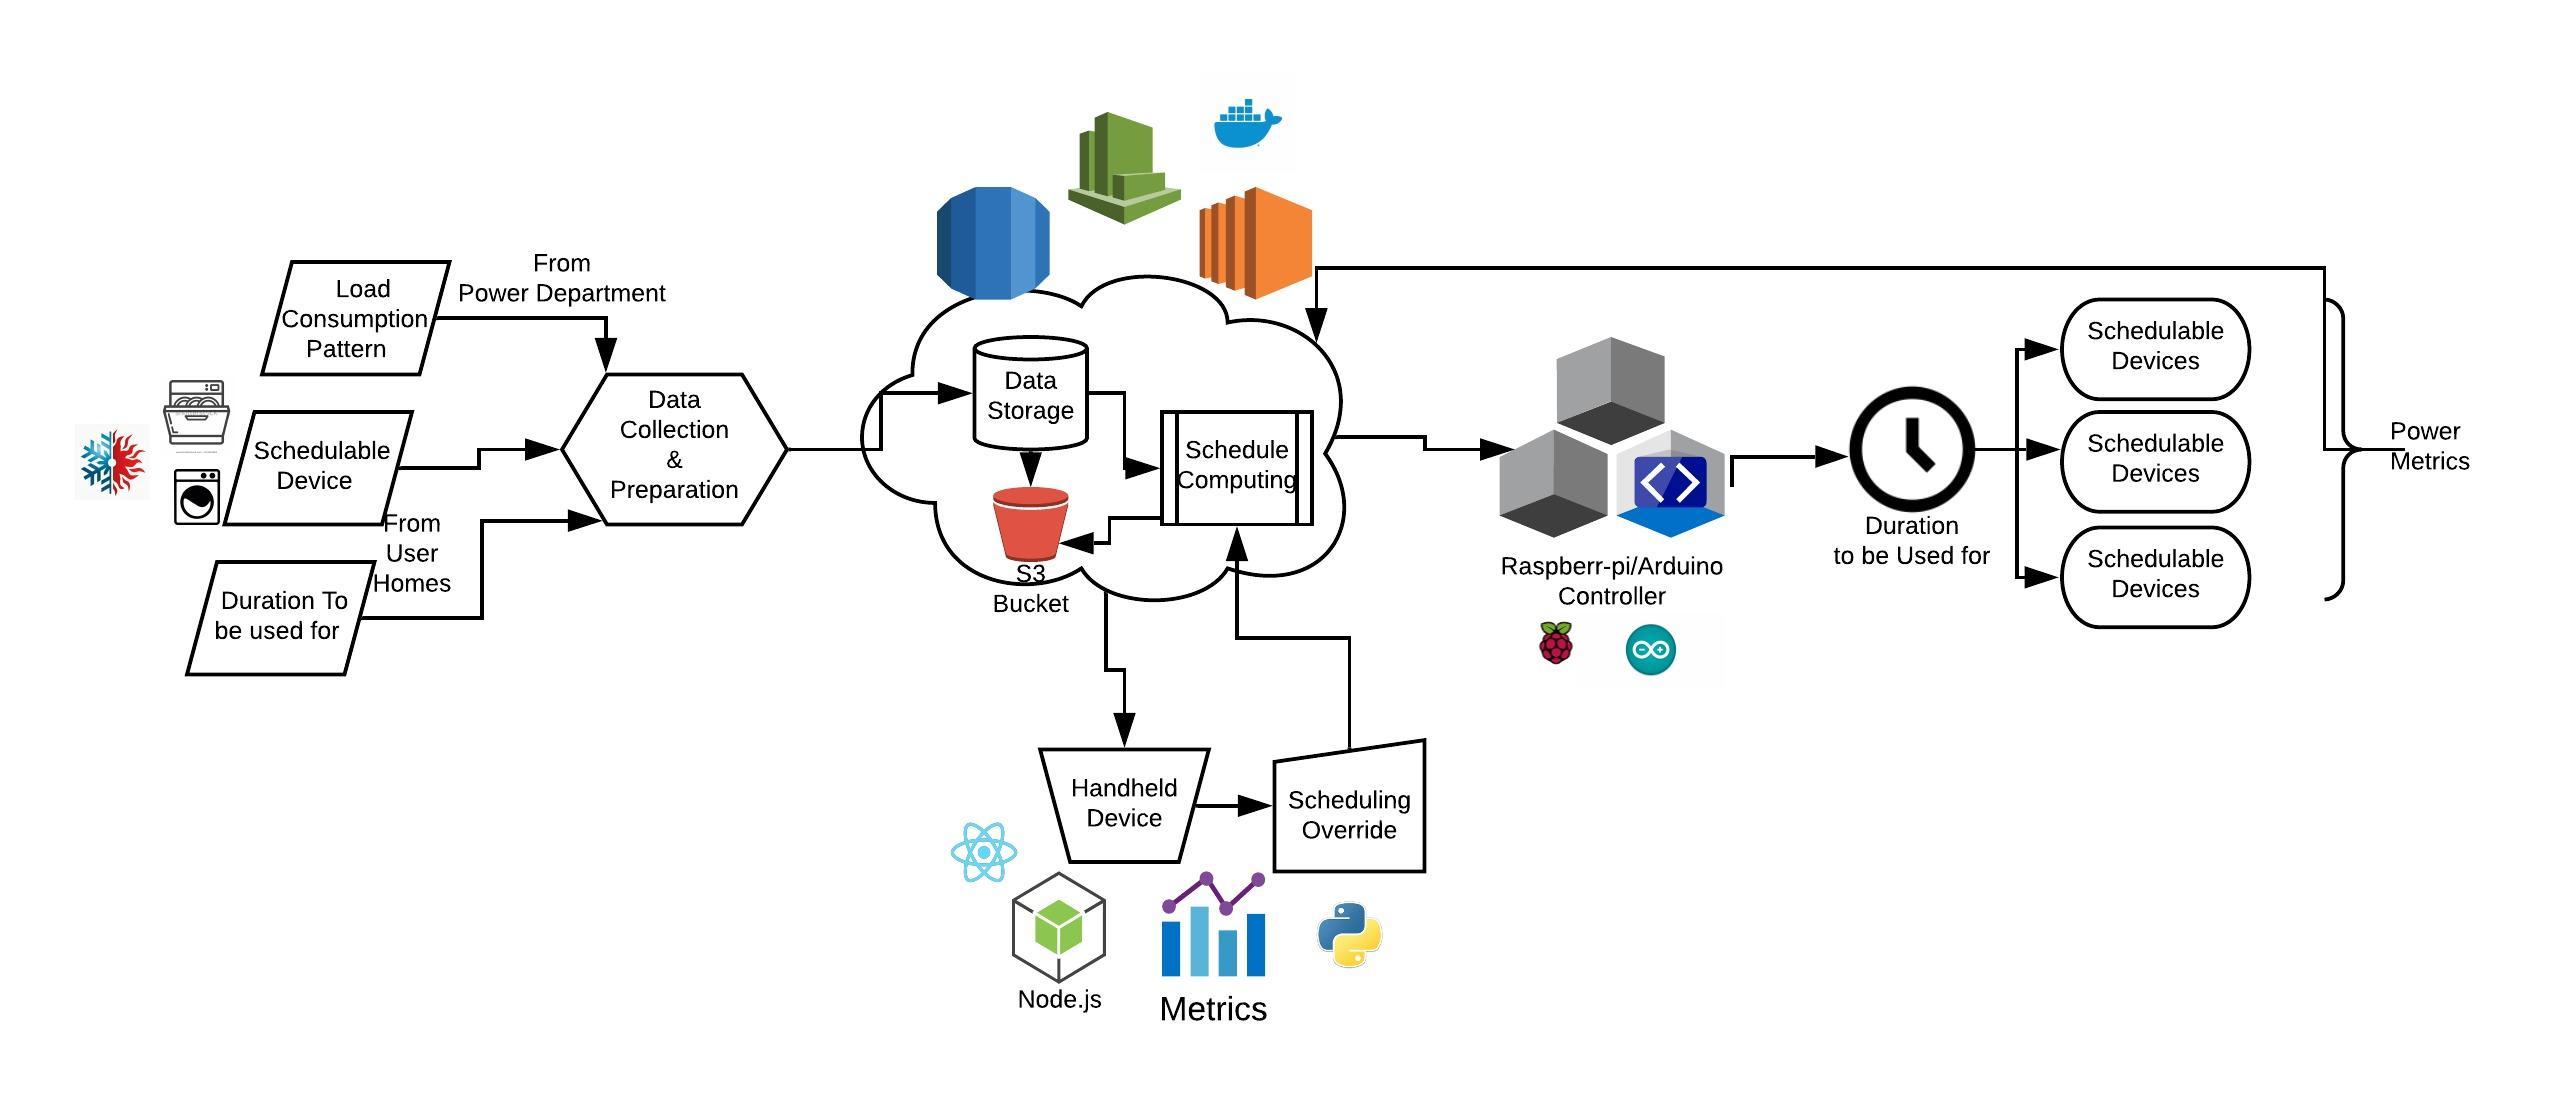 From
Power Department
Load
Consumption
Pattern
Schedulable
Device
From
User
Homes
Duration To
be used for
Data
Collection
&
Preparation
Data
Storage
Schedule
Computing
S3
Bucket
Handheld
Device
Scheduling
Override
Node.js
Metrics
Raspberr-pi/Arduino
Controller
Duration
to be Used for
Schedulable
Devices
Schedulable
Devices
Schedulable
Devices
Power
Metrics